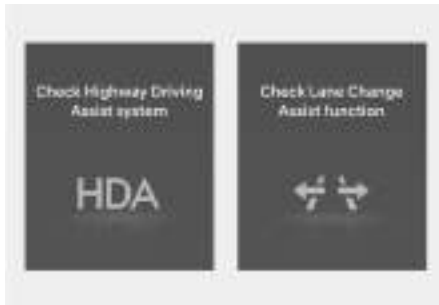 Check Highway Driving
Assist system
HDA
Check Lane Change
Assist function